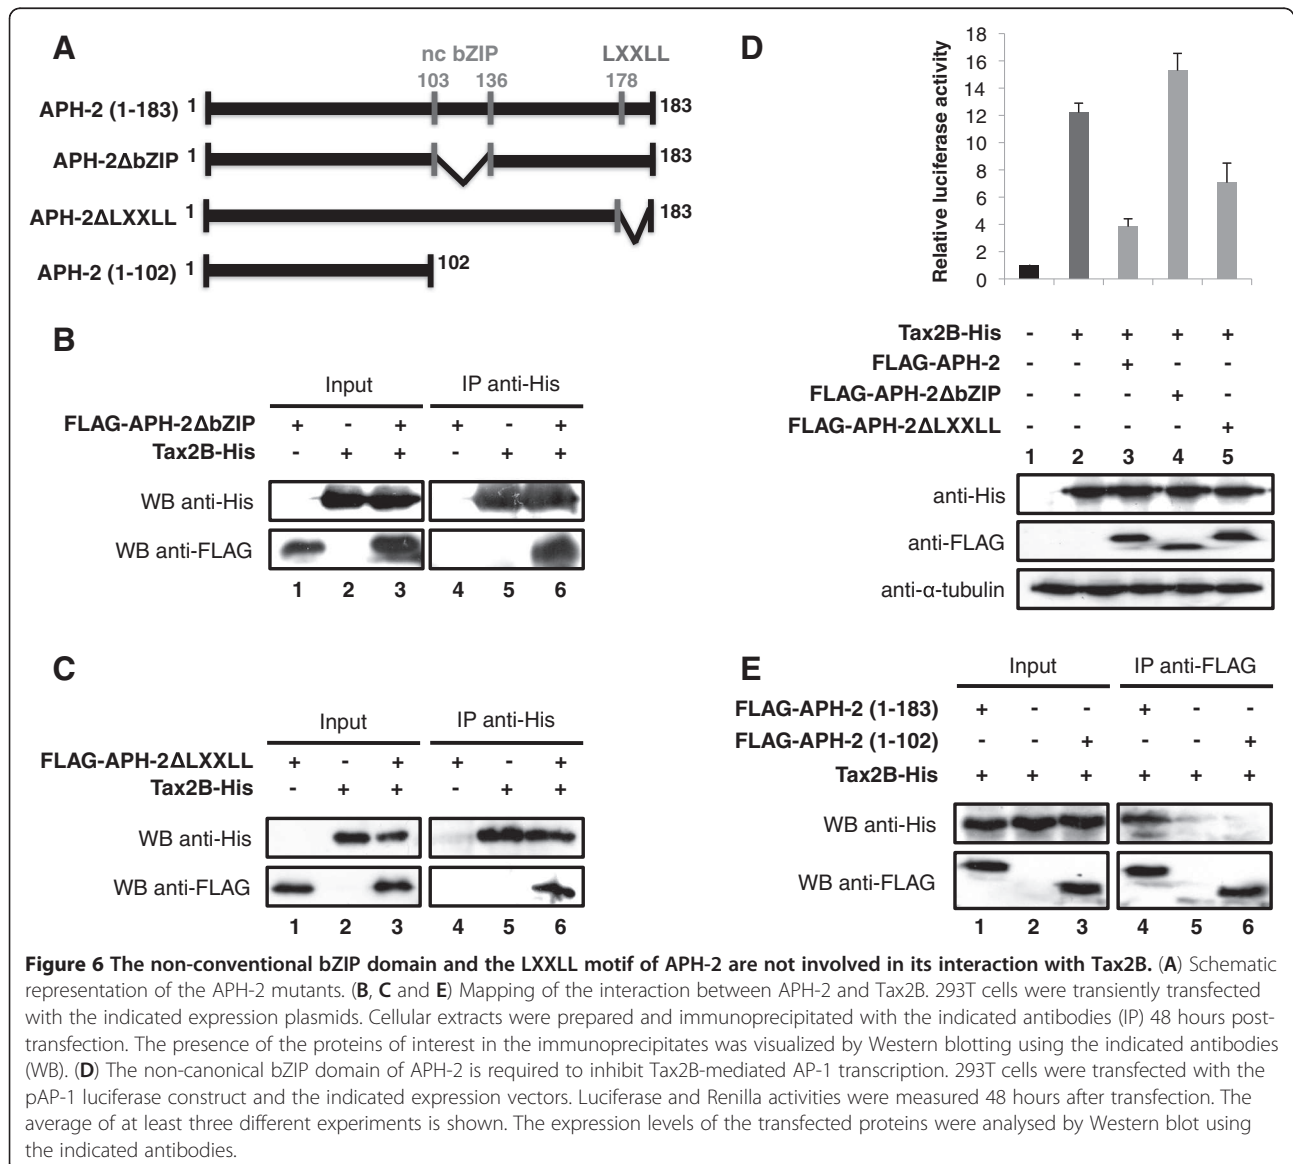 A
nc bZIP LXXLL
103 136 178
APH-2 (1-183) 1 183
APH-2ΔbZIP 1 183
APH-2ΔLXXLL 1 183
APH-2 (1-102) 1 102
B
Input IP anti-His
FLAG-APH-2ΔbZIP + - + + - +
Tax2B-His - + + - + +
WB anti-His
WB anti-FLAG
1 2 3 4 5 6
C
Input IP anti-His
FLAG-APH-2ΔLXXLL + - + + - +
Tax2B-His - + + - + +
WB anti-His
WB anti-FLAG
1 2 3 4 5 6
D
Relative luciferase activity
18
16
14
12
10
8
6
4
2
0
Tax2B-His - + + + +
FLAG-APH-2 - - + - -
FLAG-APH-2ΔbZIP - - - + -
FLAG-APH-2ΔLXXLL - - - - +
1 2 3 4 5
anti-His
anti-FLAG
anti-α-tubulin
E
Input IP anti-FLAG
FLAG-APH-2 (1-183) + - - + - -
FLAG-APH-2 (1-102) - - + - - +
Tax2B-His + + + + + +
WB anti-His
WB anti-FLAG
1 2 3 4 5 6
Figure 6 The non-conventional bZIP domain and the LXXLL motif of APH-2 are not involved in its interaction with Tax2B. (A) Schematic
representation of the APH-2 mutants. (B, C and E) Mapping of the interaction between APH-2 and Tax2B. 293T cells were transiently transfected
with the indicated expression plasmids. Cellular extracts were prepared and immunoprecipitated with the indicated antibodies (IP) 48 hours post-
transfection. The presence of the proteins of interest in the immunoprecipitates was visualized by Western blotting using the indicated antibodies
(WB). (D) The non-canonical bZIP domain of APH-2 is required to inhibit Tax2B-mediated AP-1 transcription. 293T cells were transfected with the
pAP-1 luciferase construct and the indicated expression vectors. Luciferase and Renilla activities were measured 48 hours after transfection. The
average of at least three different experiments is shown. The expression levels of the transfected proteins were analysed by Western blot using
the indicated antibodies.